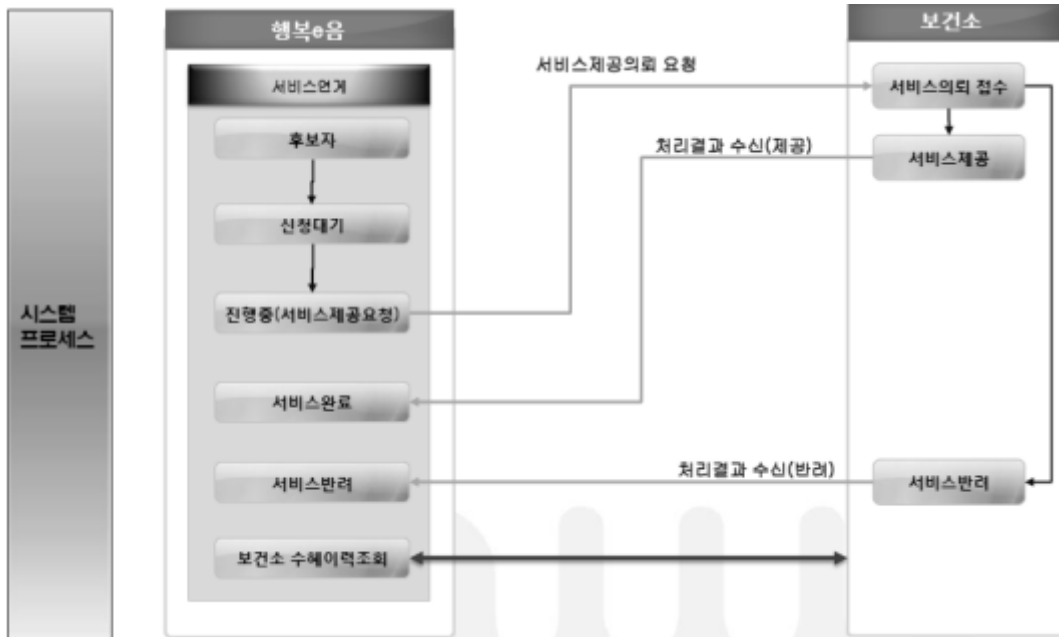 시스템
프로세스
행복e음
서비스연계
후보자
신청대기
진행중(서비스제공요청)
서비스완료
서비스반려
보건소 수혜이력조회
서비스제공의뢰 요청
처리결과 수신(제공)
처리결과 수신(반려)
보건소
서비스의뢰 접수
서비스제공
서비스반려